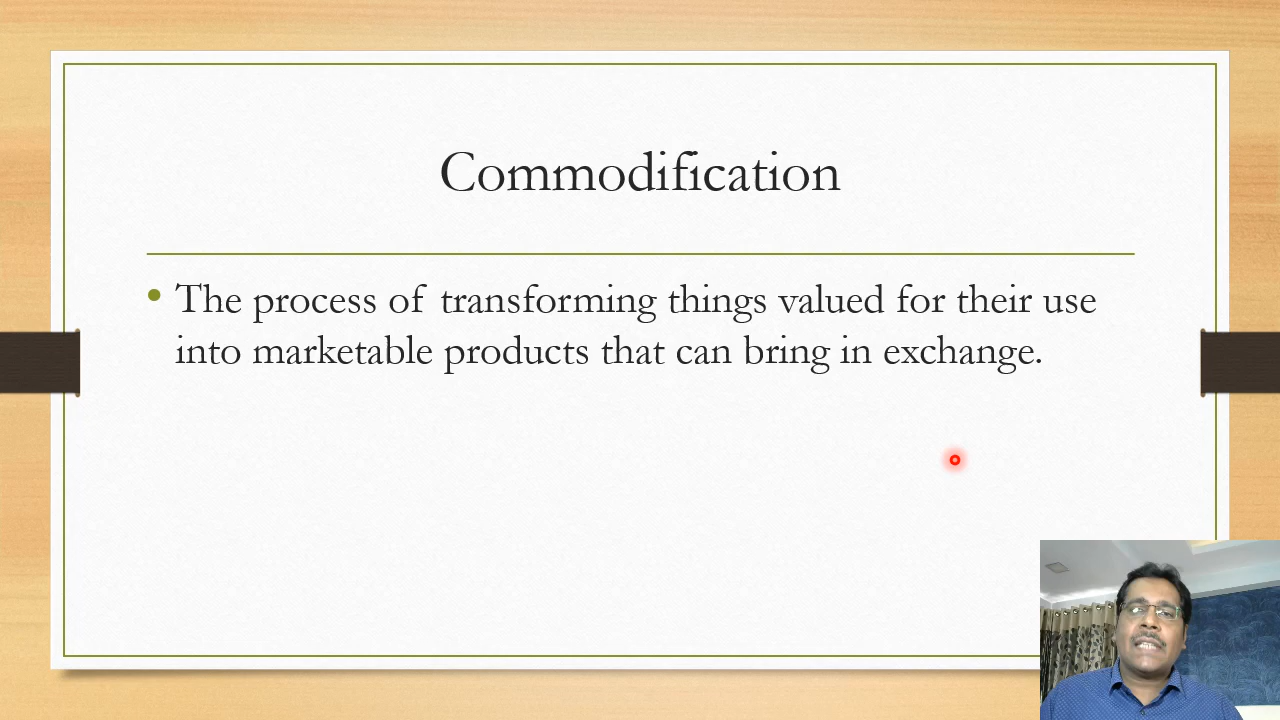 Commodification
• The process of transforming things valued for their use
into marketable products that can bring in exchange.